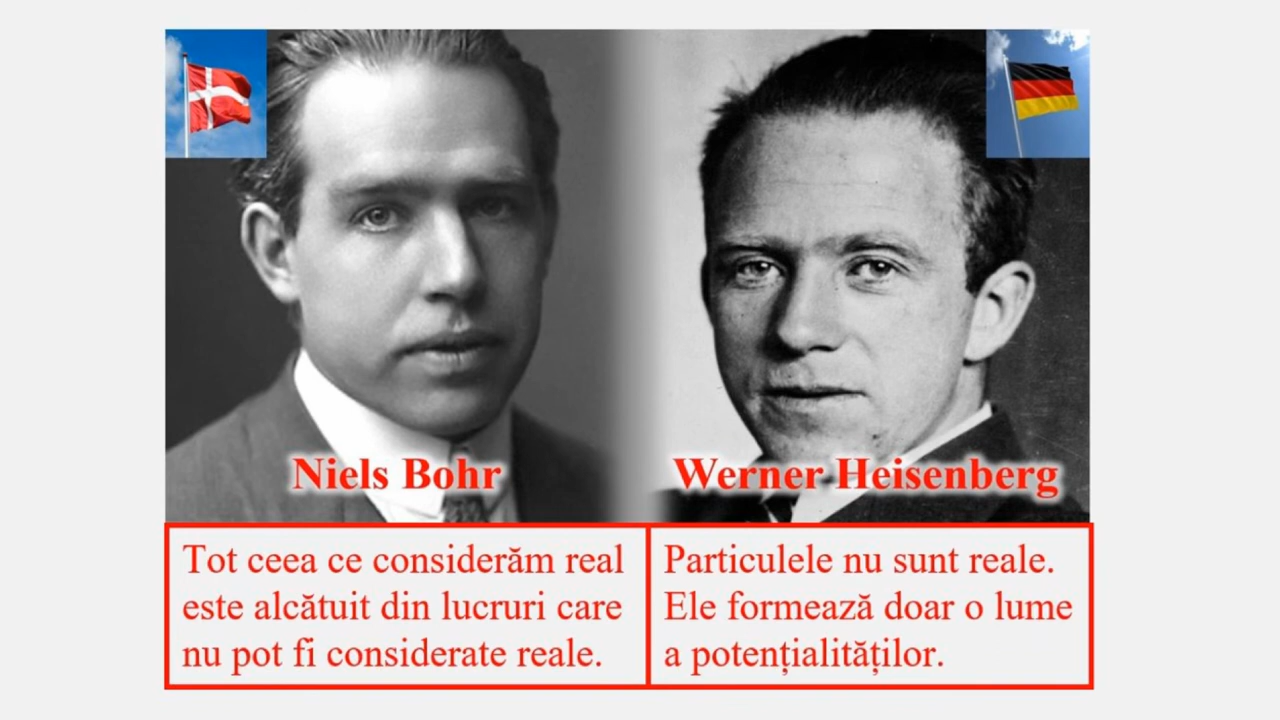 Niels Bohr
Werner Heisenberg
Tot ceea ce considerăm real
este alcătuit din lucruri care
nu pot fi considerate reale.
Particulele nu sunt reale.
Ele formează doar o lume
a potențialităților.